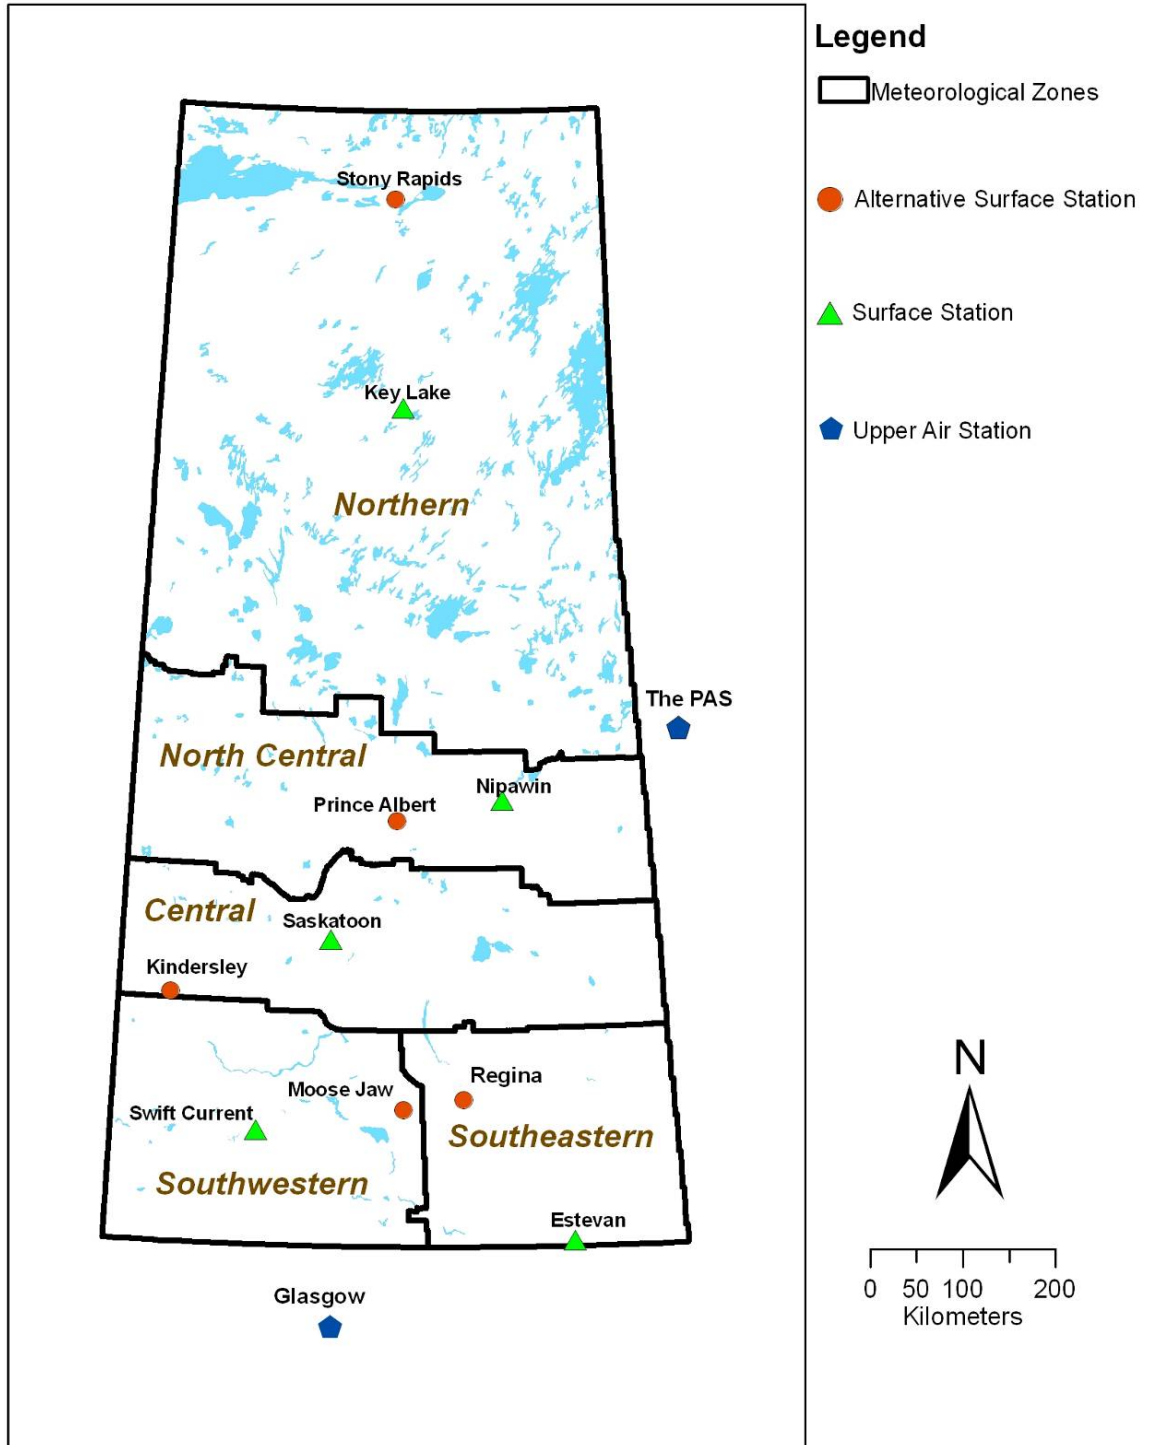 Legend
Meteorological Zones
Alternative Surface Station
Surface Station
Upper Air Station
Stony Rapids
Key Lake
Northern
The PAS
North Central
Nipawin
Prince Albert
Central
Saskatoon
Kindersley
Regina
Moose Jaw
Swift Current
Southeastern
Southwestern
Estevan
Glasgow
N
0 50 100 200
Kilometers